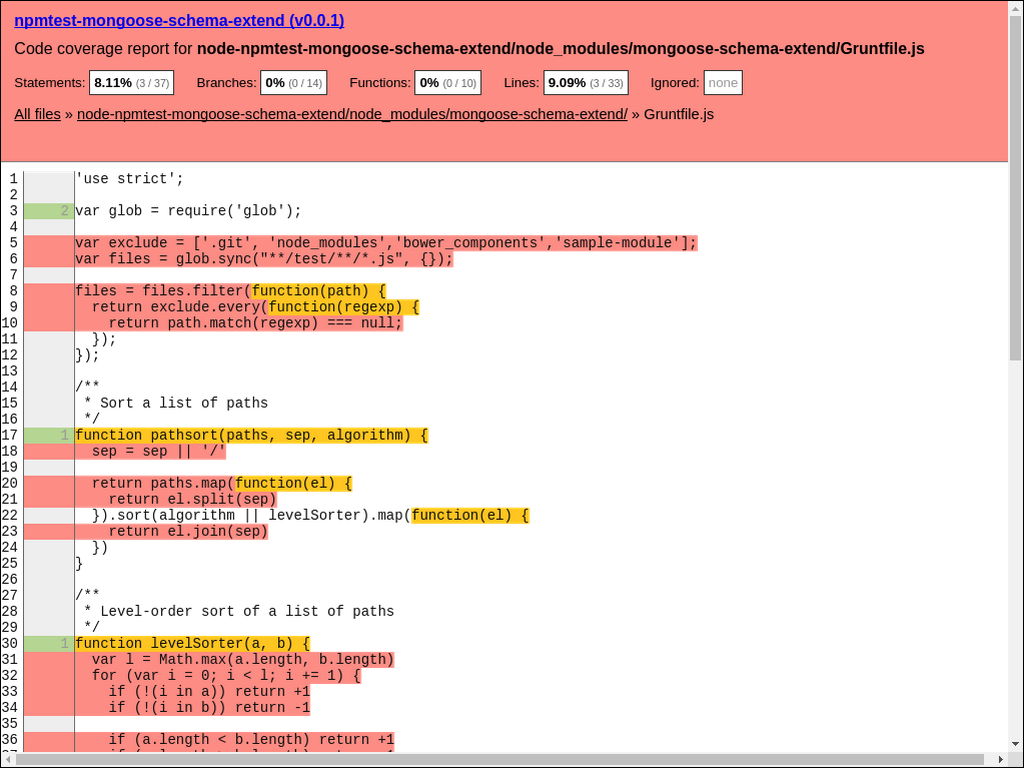 npmtest-mongoose-schema-extend (v0.0.1)
Code coverage report for node-npmtest-mongoose-schema-extend/node_modules/mongoose-schema-extend/Gruntfile.js
Statements: 8.11% (3 / 37) Branches: 0% (0 / 14) Functions: 0% (0 / 10) Lines: 9.09% (3 / 33) Ignored: none
All files » node-npmtest-mongoose-schema-extend/node_modules/mongoose-schema-extend/ » Gruntfile.js
1 'use strict';
2
3 2 var glob = require('glob');
4
5 var exclude = ['.git', 'node_modules','bower_components','sample-module'];
6 var files = glob.sync("**/test/**/*.js", {});
7
8 files = files.filter(function(path) {
9 return exclude.every(function(regexp) {
10 return path.match(regexp) === null;
11 });
12 });
13
14 /**
15 * Sort a list of paths
16 */
17 1 function pathsort(paths, sep, algorithm) {
18 sep = sep || '/'
19
20 return paths.map(function(el) {
21 return el.split(sep)
22 }).sort(algorithm || levelSorter).map(function(el) {
23 return el.join(sep)
24 })
25 }
26
27 /**
28 * Level-order sort of a list of paths
29 */
30 1 function levelSorter(a, b) {
31 var l = Math.max(a.length, b.length)
32 for (var i = 0; i < l; i += 1) {
33 if (!(i in a)) return +1
34 if (!(i in b)) return -1
35
36 if (a.length < b.length) return +1